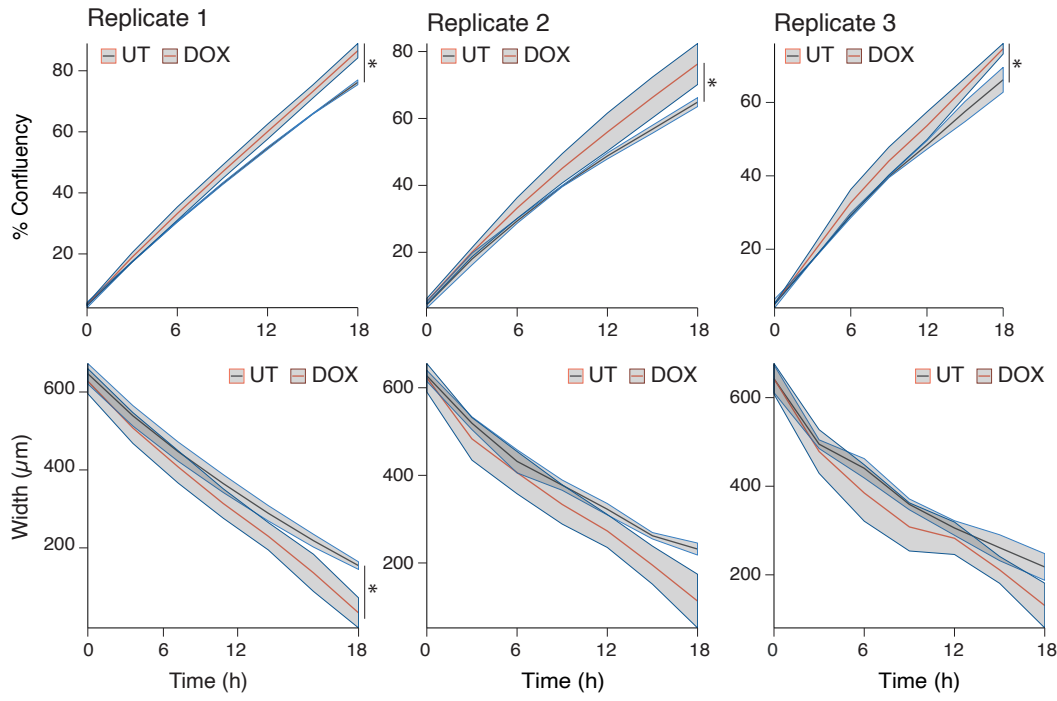 Replicate 1
Replicate 2
Replicate 3
UT DOX
UT DOX
UT DOX
% Confluency
80
60
40
20
0 6 12 18
*
80
60
40
20
0 6 12 18
*
60
40
20
0 6 12 18
*
UT DOX
UT DOX
UT DOX
Width (µm)
600
400
200
0 6 12 18
*
Time (h)
600
400
200
0 6 12 18
Time (h)
600
400
200
0 6 12 18
Time (h)